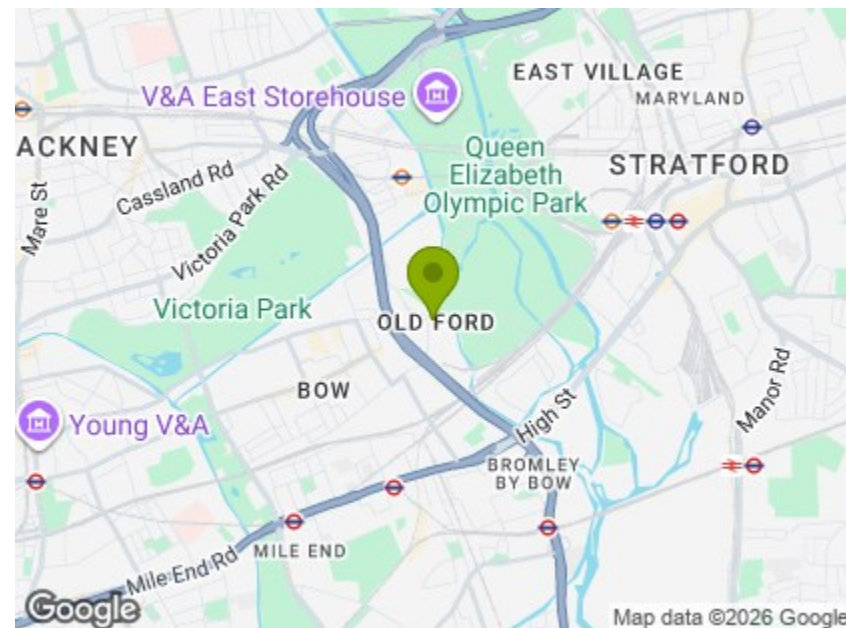 EAST VILLAGE
V&A East Storehouse
MARYLAND
ACKNEY
Queen
Elizabeth
Olympic Park
STRATFORD
Cassland Rd
Victoria Park Rd
Mare St
Victoria Park
OLD FORD
BOW
Manor Rd
High St
Young V&A
BROMLEY
BY BOW
MILE END
Mile End Rd
Google
Map data ©2026 Google